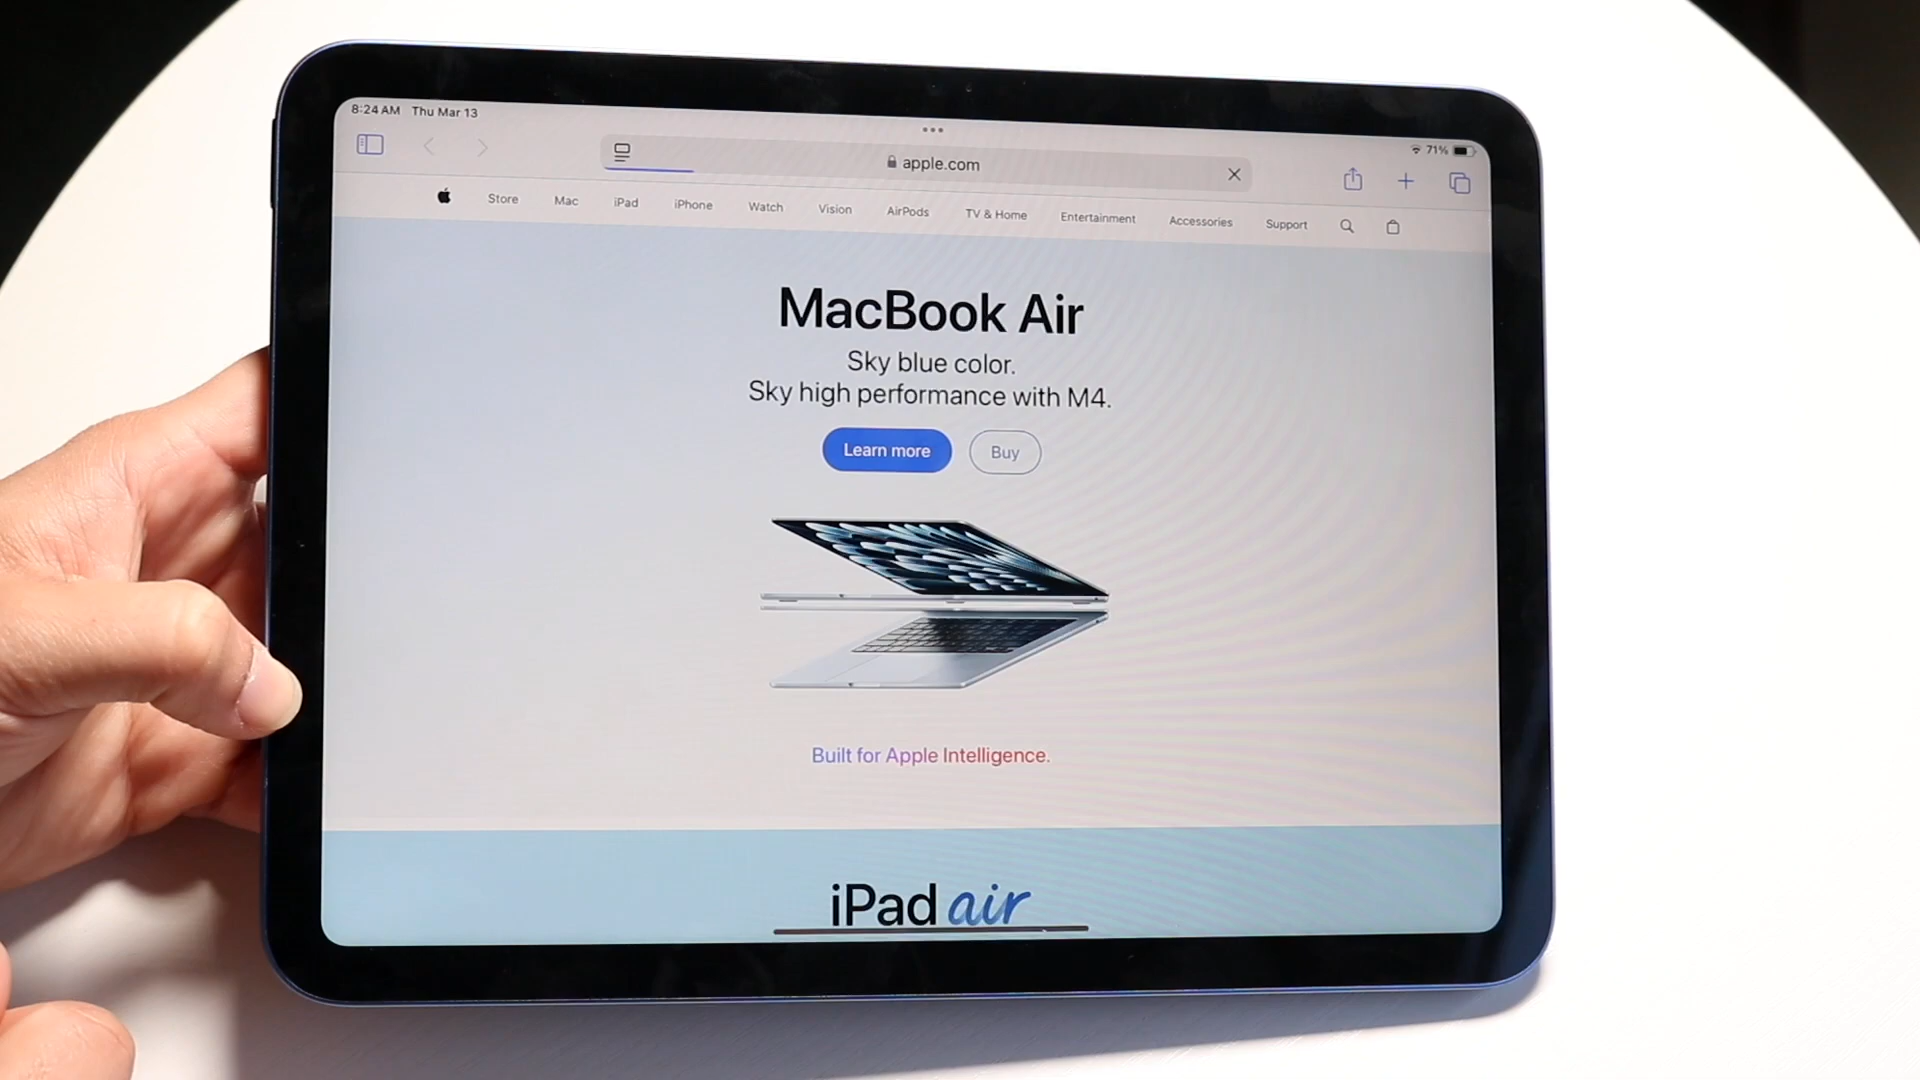 8:24 AM Thu Mar 13
71%
apple.com
Store Mac iPad iPhone Watch Vision AirPods TV & Home Entertainment Accessories Support
MacBook Air
Sky blue color.
Sky high performance with M4.
Learn more Buy
Built for Apple Intelligence.
iPad air